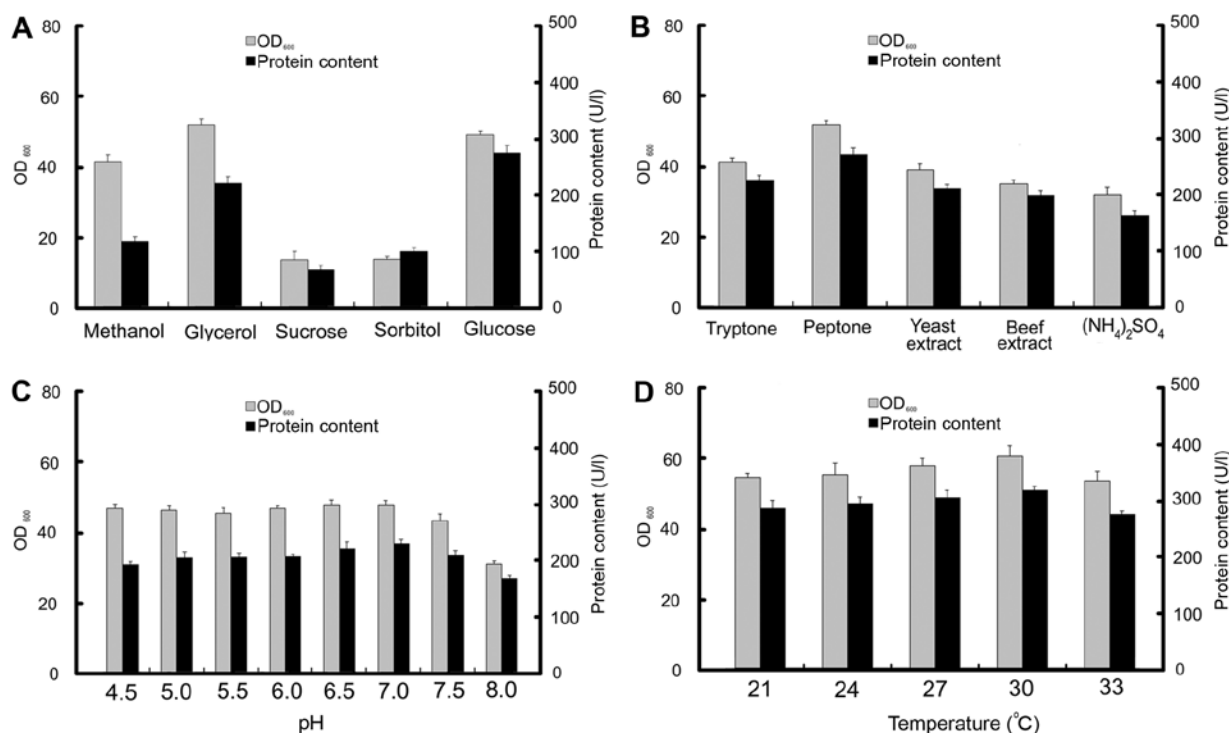 A
80
60
40
20
0
OD600
OD600
Protein content
500
400
300
200
100
0
Protein content (U/l)
Methanol Glycerol Sucrose Sorbitol Glucose
B
80
60
40
20
0
OD600
OD600
Protein content
500
400
300
200
100
0
Protein content (U/l)
Tryptone Peptone Yeast extract Beef extract (NH4)2SO4
C
80
60
40
20
0
OD600
OD600
Protein content
500
400
300
200
100
0
Protein content (U/l)
4.5 5.0 5.5 6.0 6.5 7.0 7.5 8.0
pH
D
80
60
40
20
0
OD600
OD600
Protein content
500
400
300
200
100
0
Protein content (U/l)
21 24 27 30 33
Temperature (°C)